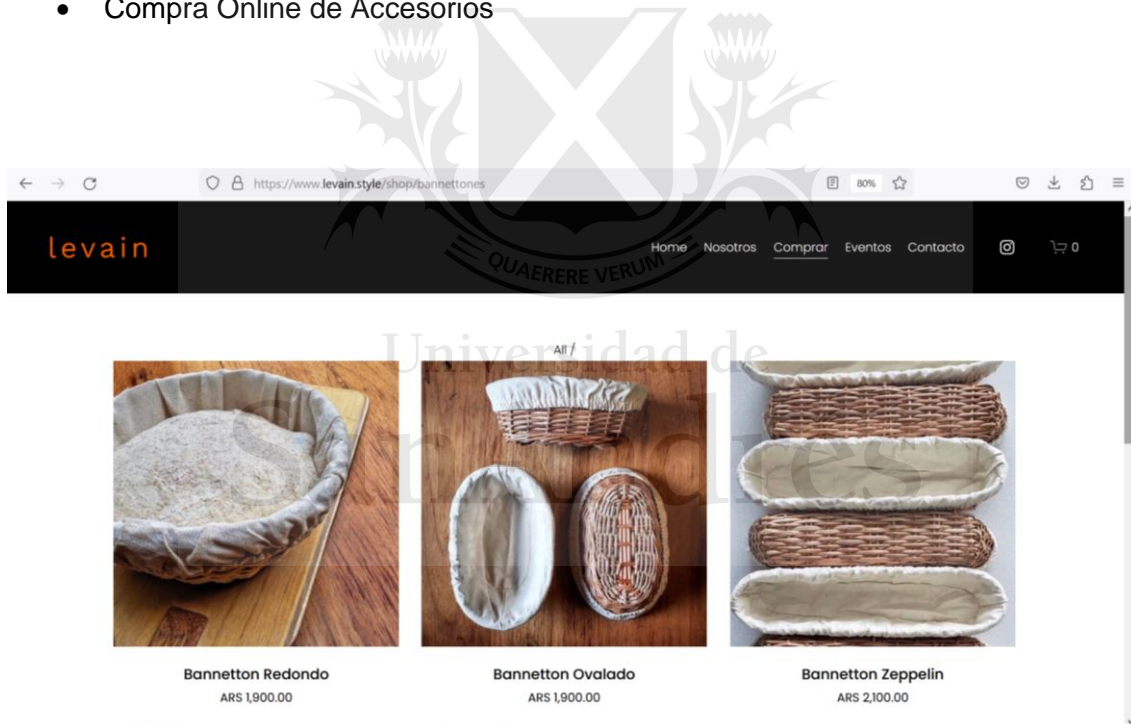 • Compra Online de Accesorios
https://www.levain.style/shop/bannettones
80%
levain
Home Nosotros Comprar Eventos Contacto 0
QUAERERE VERUM
Universidad de
SanAndrés
All /
Bannetton Redondo Bannetton Ovalado Bannetton Zeppelin
ARS 1,900.00 ARS 1,900.00 ARS 2,100.00